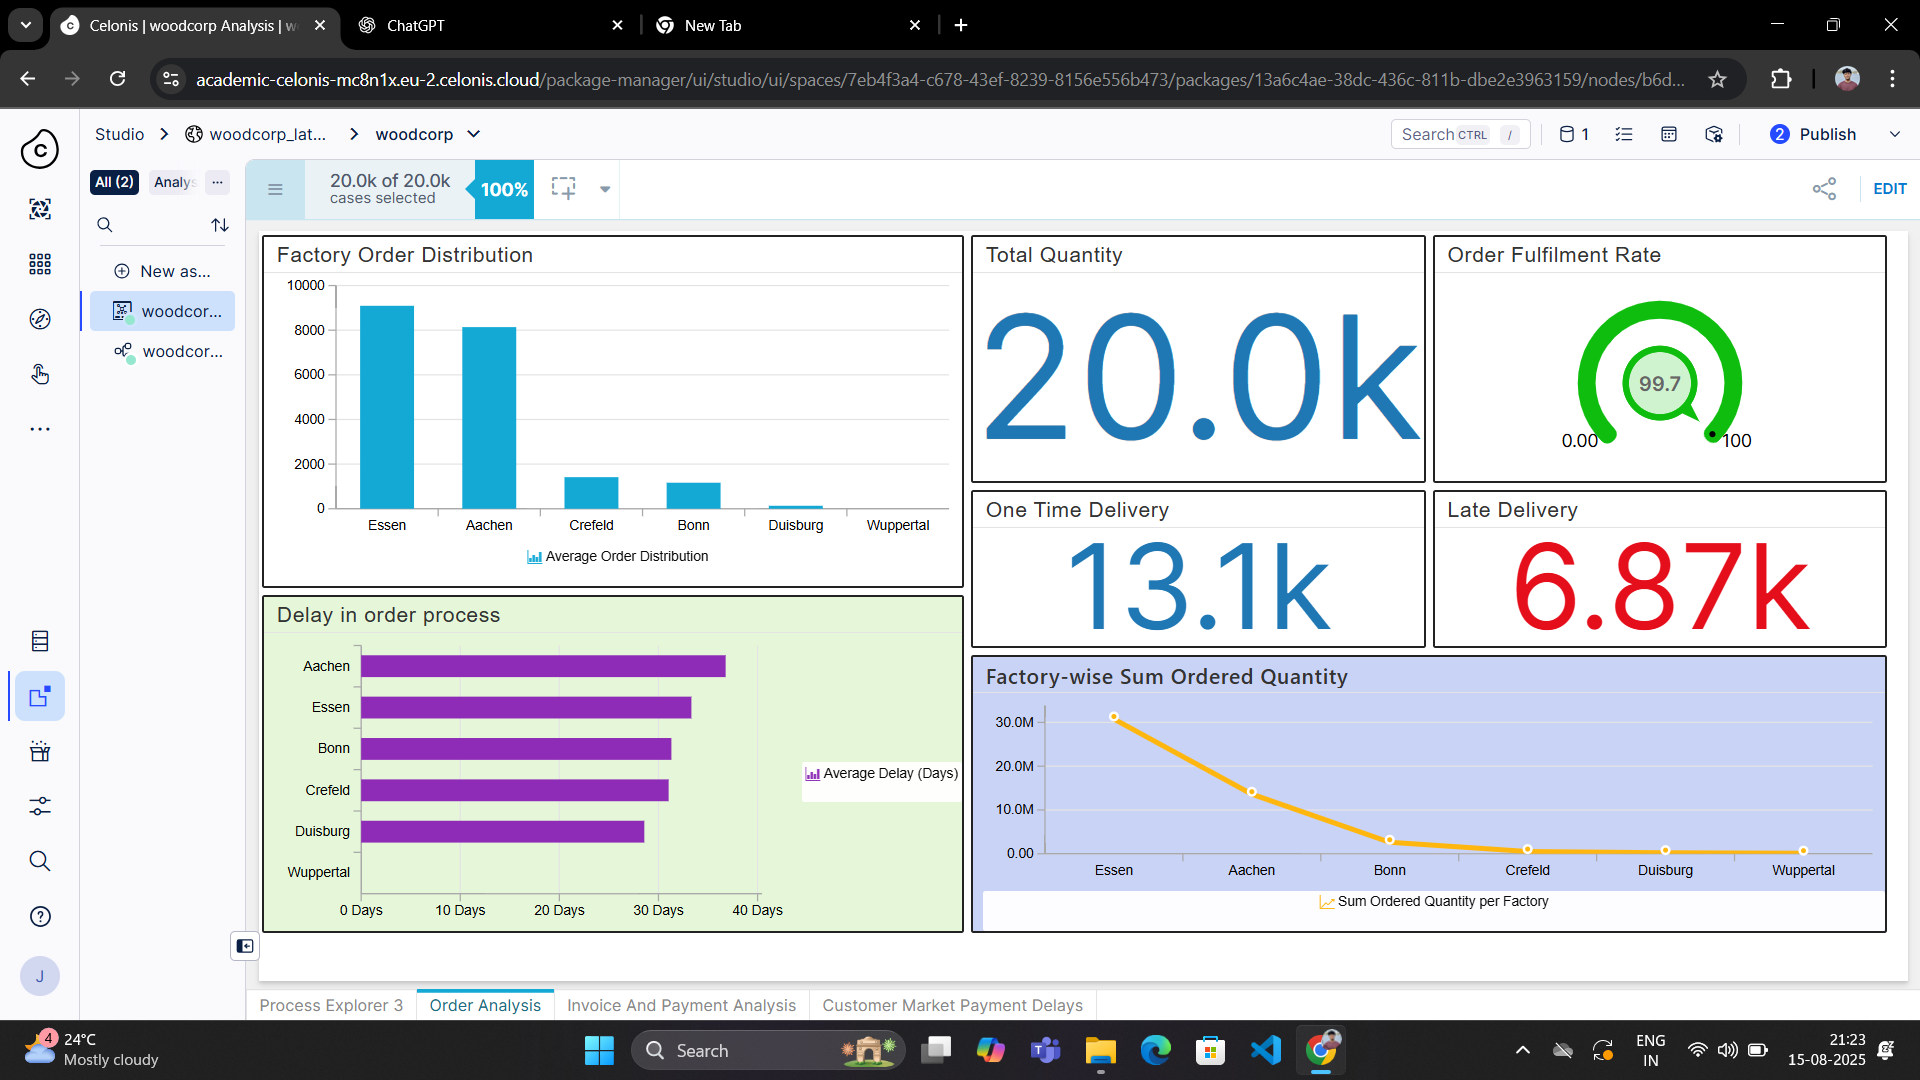 Celonis | woodcorp Analysis | w
ChatGPT
New Tab
academic-celonis-mc8n1x.eu-2.celonis.cloud/package-manager/ui/studio/ui/spaces/7eb4f3a4-c678-43ef-8239-8156e556b473/packages/13a6c4ae-38dc-436c-811b-dbe2e3963159/nodes/b6d...
Studio
woodcorp_lat...
woodcorp
Search CTRL /
1
2 Publish
All (2)
Analys
...
20.0k of 20.0k
cases selected
100%
EDIT
New as...
woodcor...
woodcor...
Factory Order Distribution
10000
8000
6000
4000
2000
0
Essen Aachen Crefeld Bonn Duisburg Wuppertal
Average Order Distribution
Total Quantity
20.0k
Order Fulfilment Rate
99.7
0.00 100
One Time Delivery
13.1k
Late Delivery
6.87k
Delay in order process
Aachen
Essen
Bonn
Crefeld
Duisburg
Wuppertal
0 Days 10 Days 20 Days 30 Days 40 Days
Average Delay (Days)
Factory-wise Sum Ordered Quantity
30.0M
20.0M
10.0M
0.00
Essen Aachen Bonn Crefeld Duisburg Wuppertal
Sum Ordered Quantity per Factory
J
Process Explorer 3
Order Analysis
Invoice And Payment Analysis
Customer Market Payment Delays
4
24°C
Mostly cloudy
Search
ENG
IN
21:23
15-08-2025